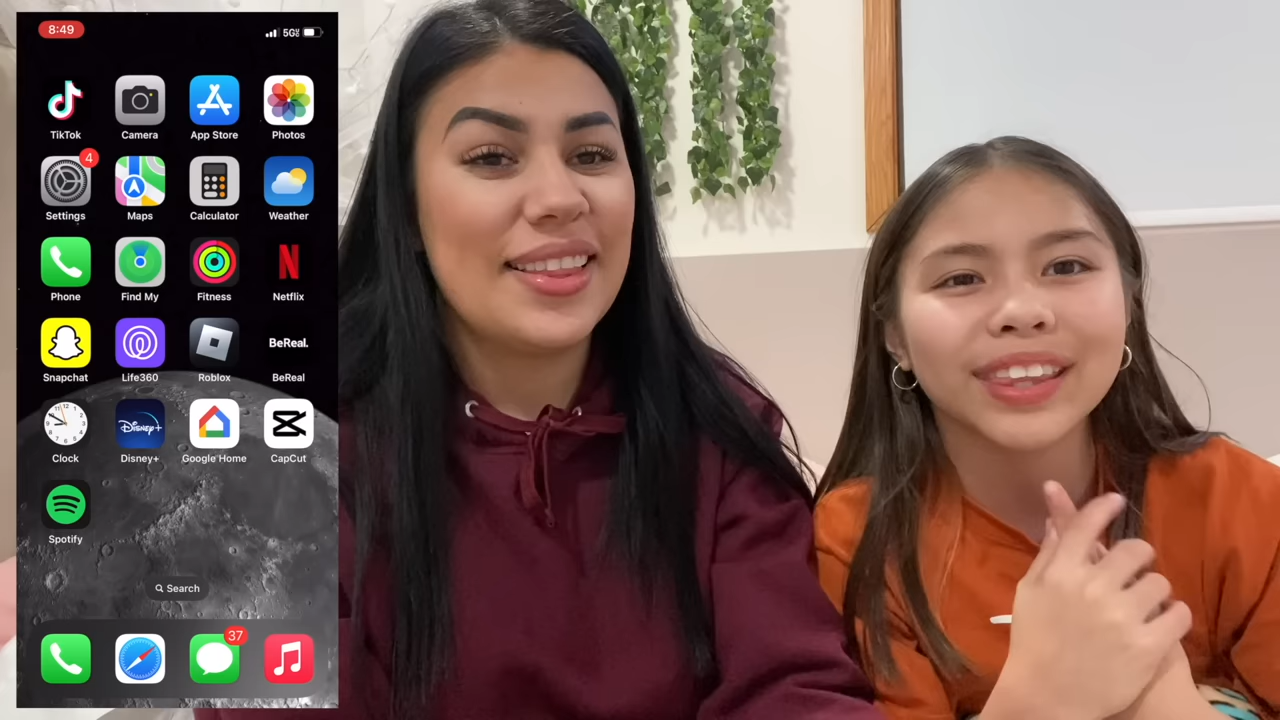 8:49
5G
TikTok
Camera
App Store
Photos
4
Settings
Maps
Calculator
Weather
Phone
Find My
Fitness
Netflix
BeReal.
Snapchat
Life360
Roblox
BeReal
Disney+
Clock
Disney+
Google Home
CapCut
Spotify
Search
37